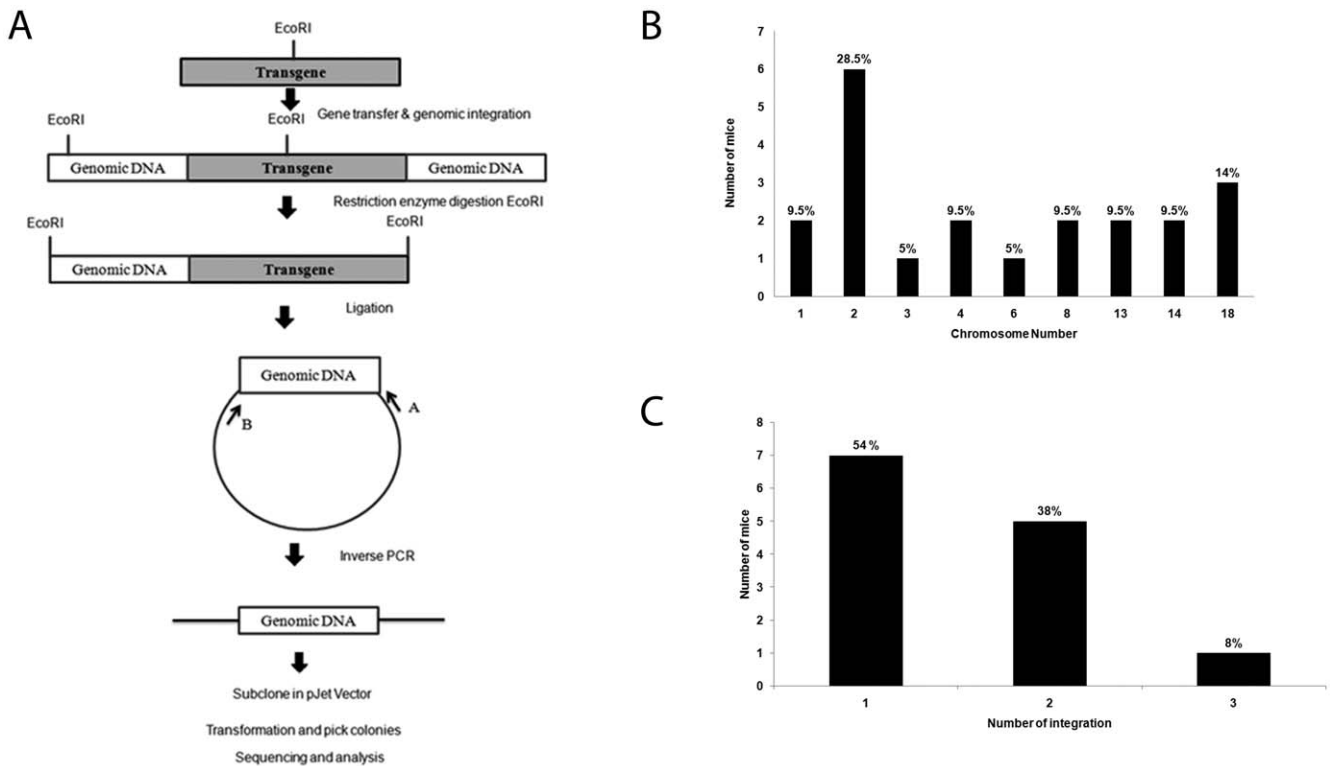 A
EcoRI
Transgene
Gene transfer & genomic integration
EcoRI
EcoRI
Genomic DNA
Transgene
Genomic DNA
Restriction enzyme digestion EcoRI
EcoRI
EcoRI
Genomic DNA
Transgene
Ligation
Genomic DNA
B
A
Inverse PCR
Genomic DNA
Subclone in pJet Vector
Transformation and pick colonies
Sequencing and analysis
B
Number of mice
7
6
5
4
3
2
1
0
9.5%
28.5%
5%
9.5%
5%
9.5%
9.5%
9.5%
14%
1 2 3 4 6 8 13 14 18
Chromosome Number
C
Number of mice
8
7
6
5
4
3
2
1
0
54 %
38%
8%
1 2 3
Number of integration